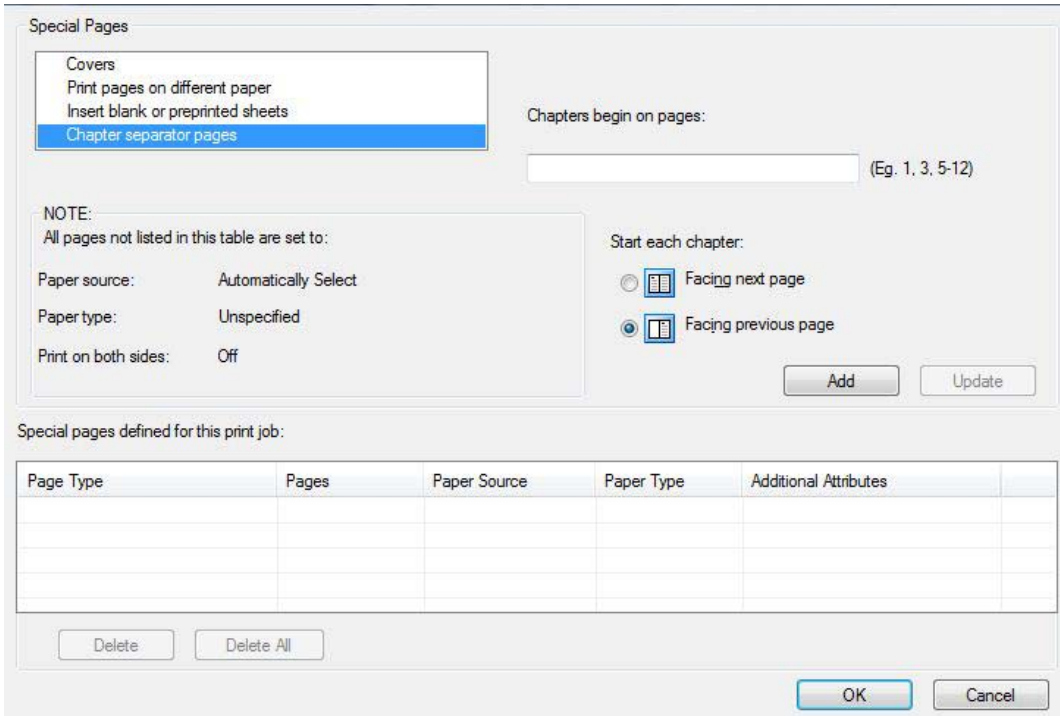 Special Pages
Covers
Print pages on different paper
Insert blank or preprinted sheets
Chapter separator pages
Chapters begin on pages:
(Eg. 1, 3, 5-12)
NOTE:
All pages not listed in this table are set to:
Paper source: Automatically Select
Paper type: Unspecified
Print on both sides: Off
Start each chapter:
Facing next page
Facing previous page
Add Update
Special pages defined for this print job:
Page Type Pages Paper Source Paper Type Additional Attributes
Delete Delete All
OK Cancel